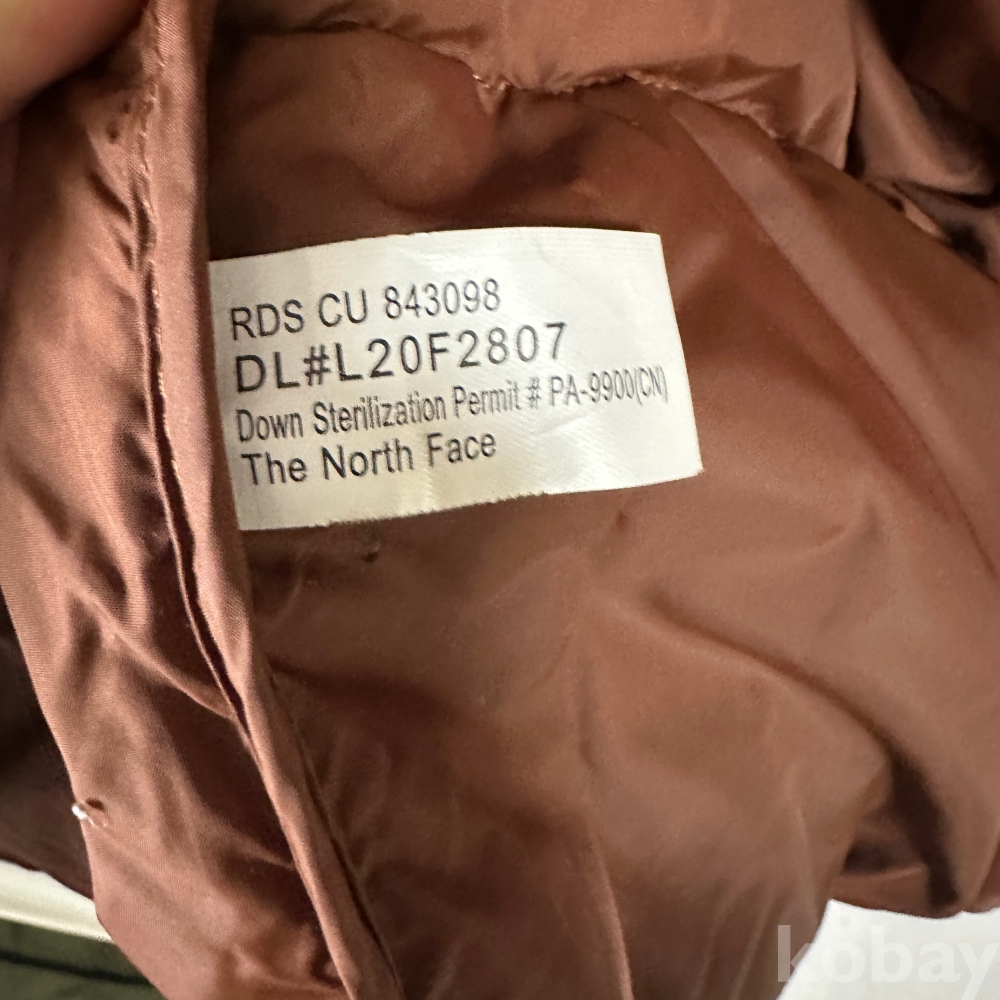 RDS CU 843098
DL#L20F2807
Down Sterilization Permit # PA-9900(CN)
The North Face
kobay